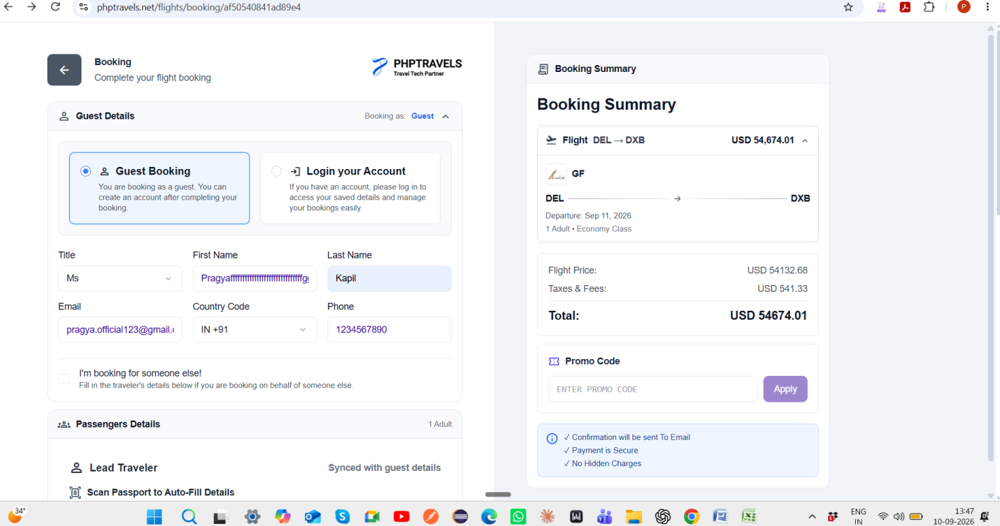 phptravels.net/flights/booking/af50540841ad89e4
P
Booking
Complete your flight booking
PHPTRAVELS
Travel Tech Partner
Guest Details
Booking as: Guest
Guest Booking
You are booking as a guest. You can
create an account after completing your
booking.
Login your Account
If you have an account, please log in to
access your saved details and manage
your bookings easily.
Title
First Name
Last Name
Ms
Kapil
Email
Country Code
Phone
pragya.official123@gmail.
IN +91
1234567890
I'm booking for someone else!
Fill in the traveler's details below if you are booking on behalf of someone else.
Passengers Details
1 Adult
Lead Traveler
Synced with guest details
Scan Passport to Auto-Fill Details
Booking Summary
Booking Summary
Flight DEL → DXB
USD 54,674.01
GF
DEL → DXB
Departure: Sep 11, 2026
1 Adult • Economy Class
Flight Price: USD 54132.68
Taxes & Fees: USD 541.33
Total: USD 54674.01
Promo Code
ENTER PROMO CODE
Apply
✓ Confirmation will be sent To Email
✓ Payment is Secure
✓ No Hidden Charges
34°
ENG
IN
13:47
10-09-2026